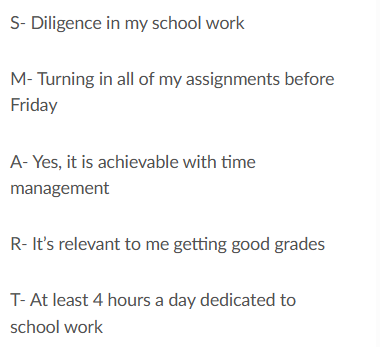 S- Diligence in my school work
M- Turning in all of my assignments before
Friday
A- Yes, it is achievable with time
management
R- It’s relevant to me getting good grades
T- At least 4 hours a day dedicated to
school work